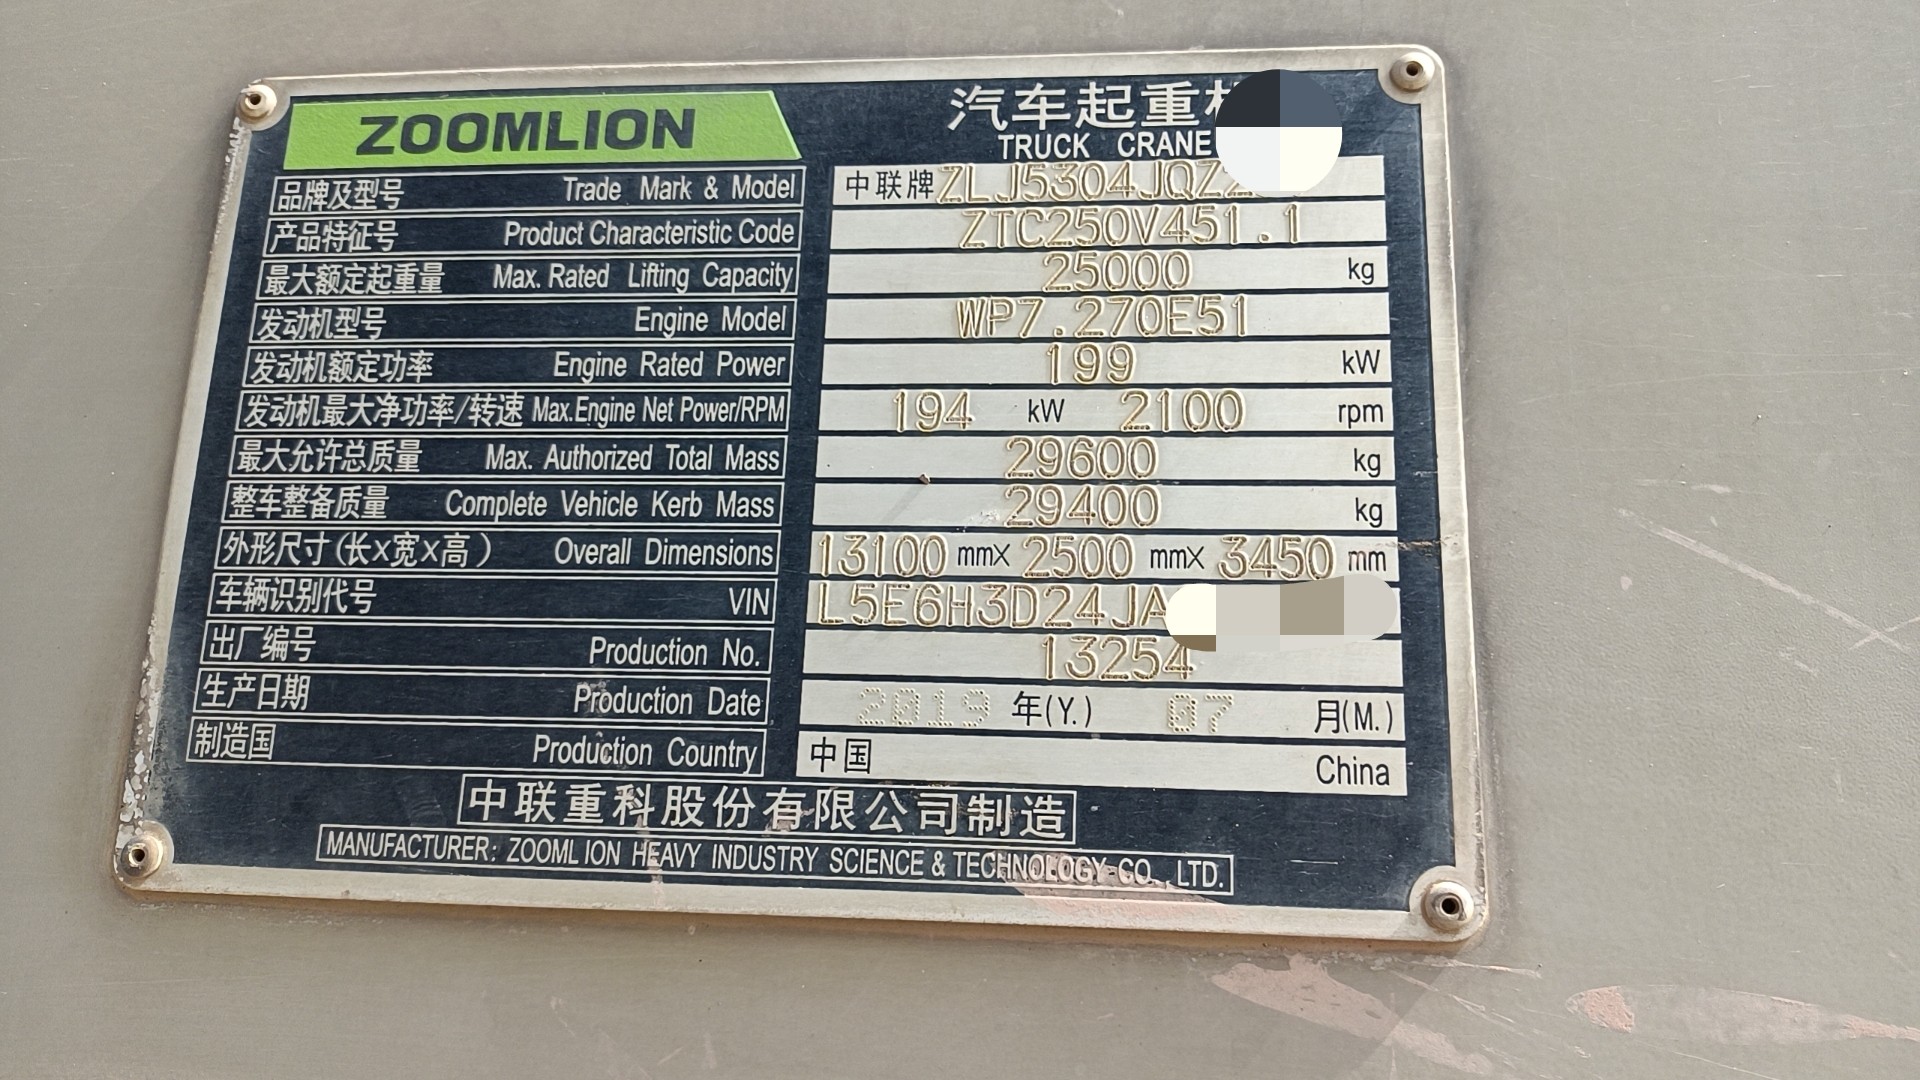 ZOOMLION
汽车起重
TRUCK CRANE
品牌及型号 Trade Mark & Model 中联牌ZLJ5304JQZ2
产品特征号 Product Characteristic Code ZTC250V451.1
最大额定起重量 Max. Rated Lifting Capacity 25000 kg
发动机型号 Engine Model WP7.270E51
发动机额定功率 Engine Rated Power 199 kW
发动机最大净功率/转速 Max.Engine Net Power/RPM 194 kW 2100 rpm
最大允许总质量 Max. Authorized Total Mass 29600 kg
整车整备质量 Complete Vehicle Kerb Mass 29400 kg
外形尺寸(长X宽X高) Overall Dimensions 13100 mmX 2500 mmX 3450 mm
车辆识别代号 VIN L5E6H3D24JA
出厂编号 Production No. 13254
生产日期 Production Date 2019 年(Y.) 07 月(M.)
制造国 Production Country 中国 China
中联重科股份有限公司制造
MANUFACTURER: ZOOMLION HEAVY INDUSTRY SCIENCE & TECHNOLOGY CO., LTD.